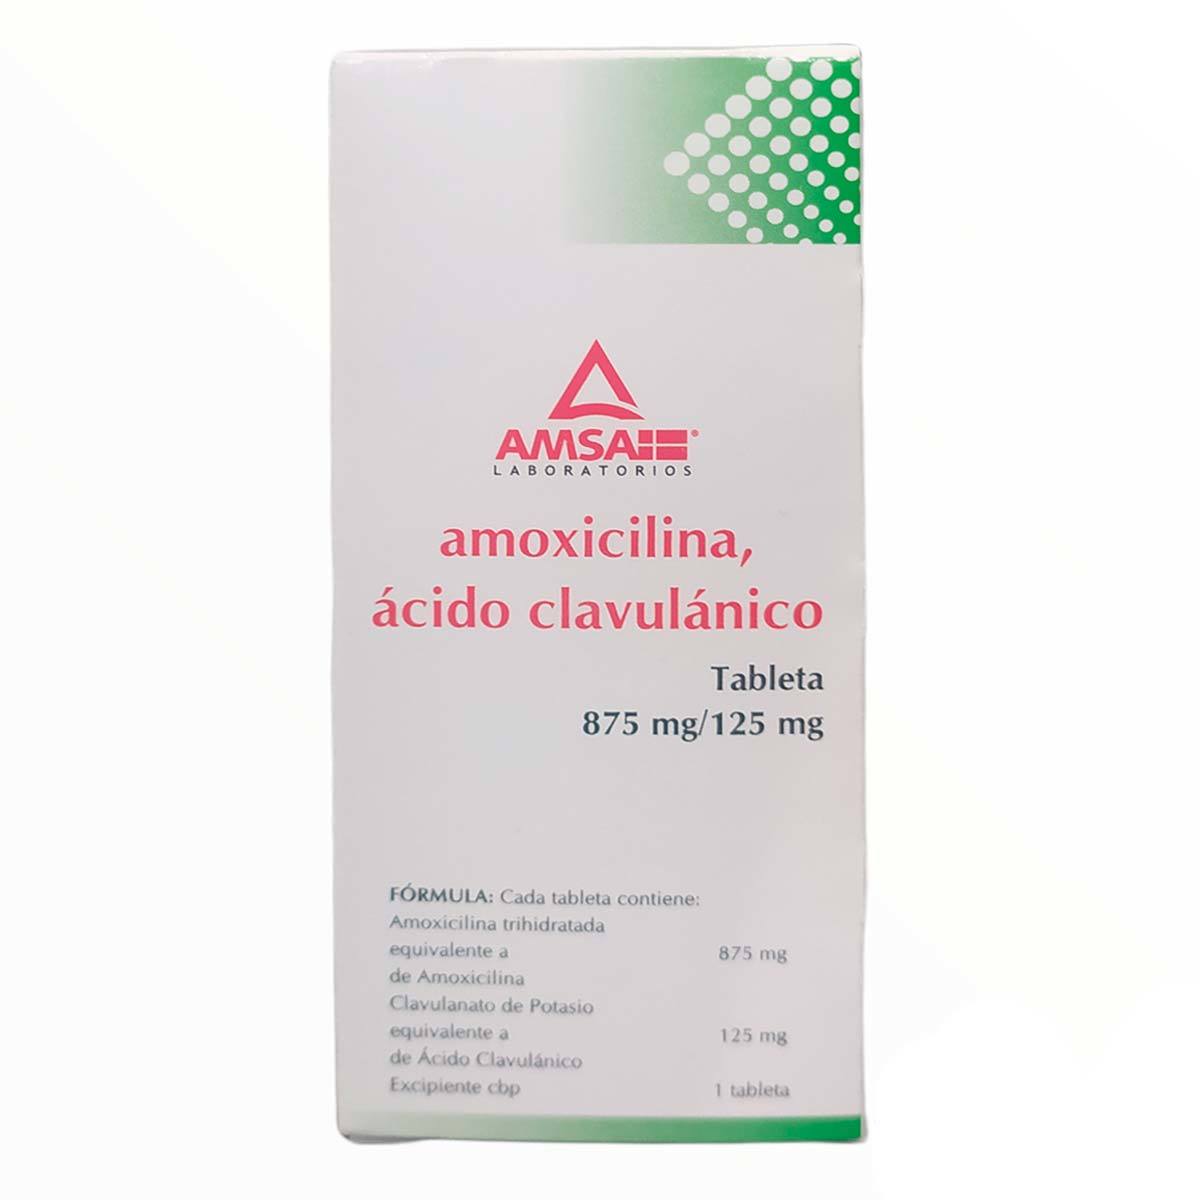 AMSA®
LABORATORIOS
amoxicilina,
ácido clavulánico
Tableta
875 mg/125 mg
FÓRMULA: Cada tableta contiene:
Amoxicilina trihidratada
equivalente a 875 mg
de Amoxicilina
Clavulanato de Potasio
equivalente a 125 mg
de Ácido Clavulánico
Excipiente cbp 1 tableta